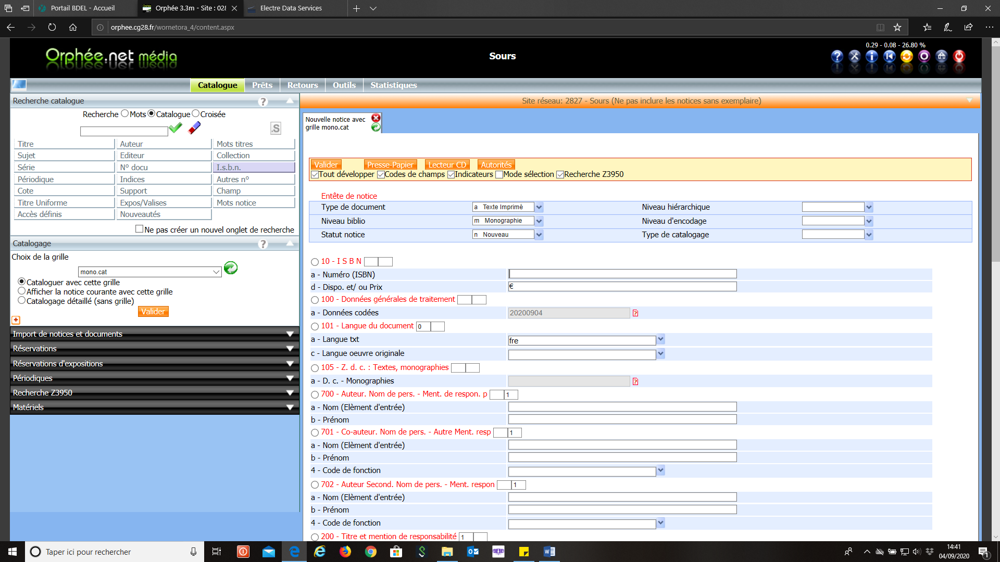 Portail BDEL - Accueil
Orphée 3.3m - Site : 028
Electre Data Services
orphee.cg28.fr/wornetora_4/content.aspx
Orphée.net média
Sours
0.29 - 0.08 - 26.80 %
Catalogue Prêts Retours Outils Statistiques
Recherche catalogue ?
Recherche Mots Catalogue Croisée
.S
Titre Auteur Mots titres
Sujet Editeur Collection
Série N° docu I.s.b.n.
Périodique Indices Autres n°
Cote Support Champ
Titre Uniforme Expos/Valises Mots notice
Accès définis Nouveautés
Ne pas créer un nouvel onglet de recherche
Catalogage ?
Choix de la grille
mono.cat
Cataloguer avec cette grille
Afficher la notice courante avec cette grille
Catalogage détaillé (sans grille)
Valider
Import de notices et documents
Réservations
Réservations d'expositions
Périodiques
Recherche Z3950
Matériels
Site réseau: 2827 - Sours (Ne pas inclure les notices sans exemplaire)
Nouvelle notice avec
grille mono.cat
Valider Presse-Papier Lecteur CD Autorités
Tout développer Codes de champs Indicateurs Mode sélection Recherche Z3950
Entête de notice
Type de document a Texte Imprimé Niveau hiérarchique
Niveau biblio m Monographie Niveau d'encodage
Statut notice n Nouveau Type de catalogage
10 - I S B N
a - Numéro (ISBN)
d - Dispo. et/ ou Prix €
100 - Données générales de traitement
a - Données codées 20200904 ?
101 - Langue du document 0
a - Langue txt fre
c - Langue oeuvre originale
105 - Z. d. c. : Textes, monographies
a - D. c. - Monographies ?
700 - Auteur. Nom de pers. - Ment. de respon. p 1
a - Nom (Elèment d'entrée)
b - Prénom
701 - Co-auteur. Nom de pers. - Autre Ment. resp 1
a - Nom (Elèment d'entrée)
b - Prénom
4 - Code de fonction
702 - Auteur Second. Nom de pers. - Ment. respon 1
a - Nom (Elèment d'entrée)
b - Prénom
4 - Code de fonction
200 - Titre et mention de responsabilité 1
Taper ici pour rechercher
14:41
04/09/2020
1